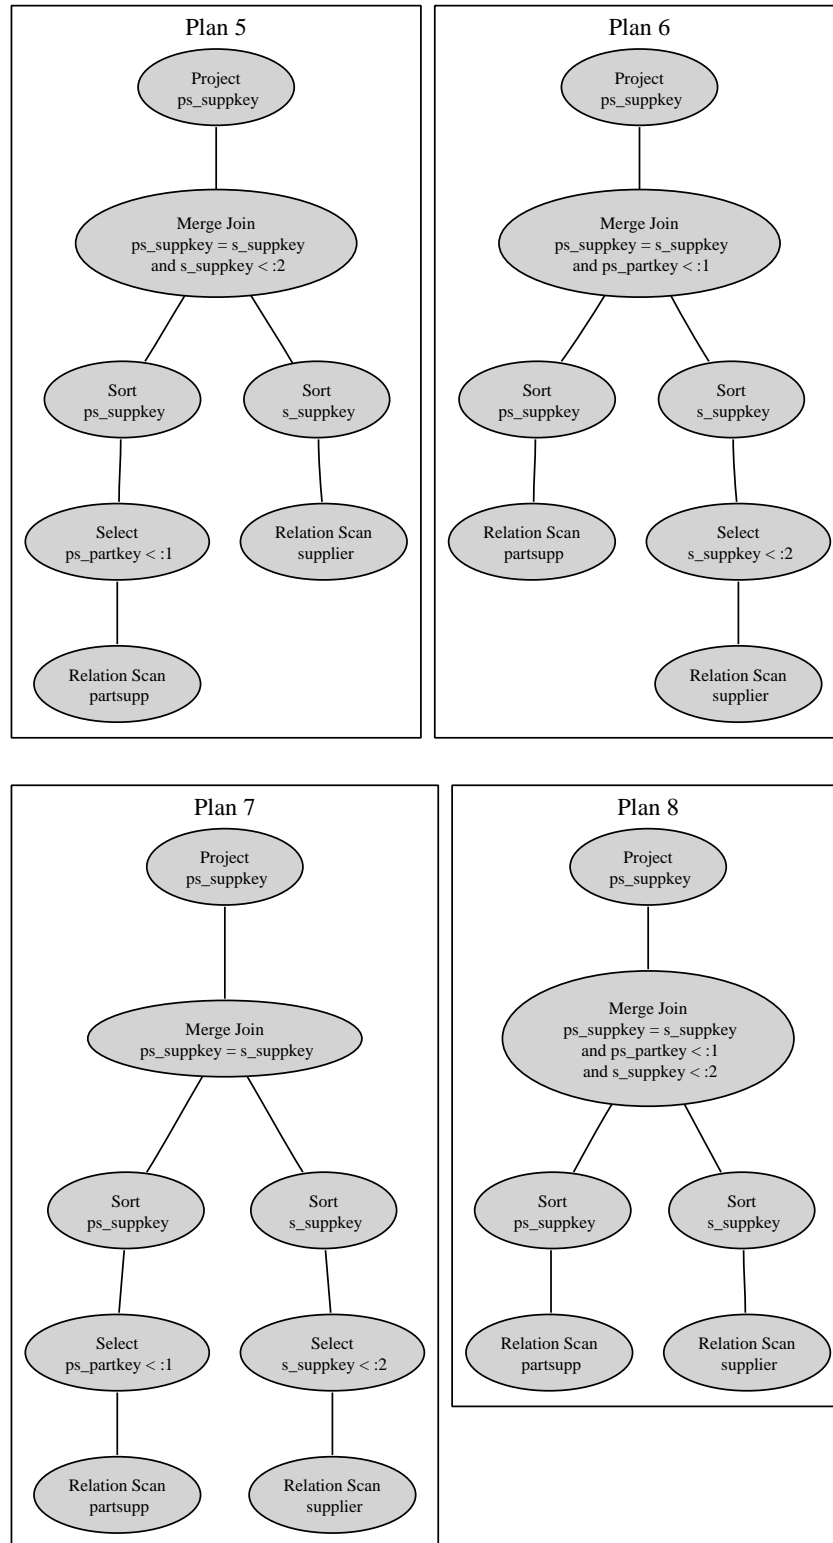 Plan 5
Project
ps_suppkey
Merge Join
ps_suppkey = s_suppkey
and s_suppkey < :2
Sort
ps_suppkey
Sort
s_suppkey
Select
ps_partkey < :1
Relation Scan
supplier
Relation Scan
partsupp
Plan 6
Project
ps_suppkey
Merge Join
ps_suppkey = s_suppkey
and ps_partkey < :1
Sort
ps_suppkey
Sort
s_suppkey
Relation Scan
partsupp
Select
s_suppkey < :2
Relation Scan
supplier
Plan 7
Project
ps_suppkey
Merge Join
ps_suppkey = s_suppkey
Sort
ps_suppkey
Sort
s_suppkey
Select
ps_partkey < :1
Select
s_suppkey < :2
Relation Scan
partsupp
Relation Scan
supplier
Plan 8
Project
ps_suppkey
Merge Join
ps_suppkey = s_suppkey
and ps_partkey < :1
and s_suppkey < :2
Sort
ps_suppkey
Sort
s_suppkey
Relation Scan
partsupp
Relation Scan
supplier